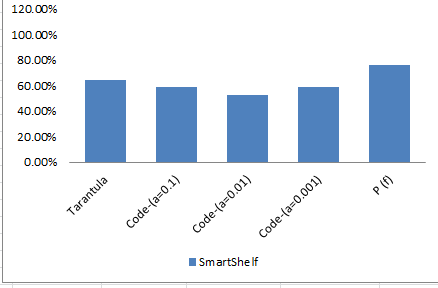 120.00%
100.00%
80.00%
60.00%
40.00%
20.00%
0.00%
Tarantula
Code-(a=0.1)
Code-(a=0.01)
Code-(a=0.001)
P (f)
SmartShelf